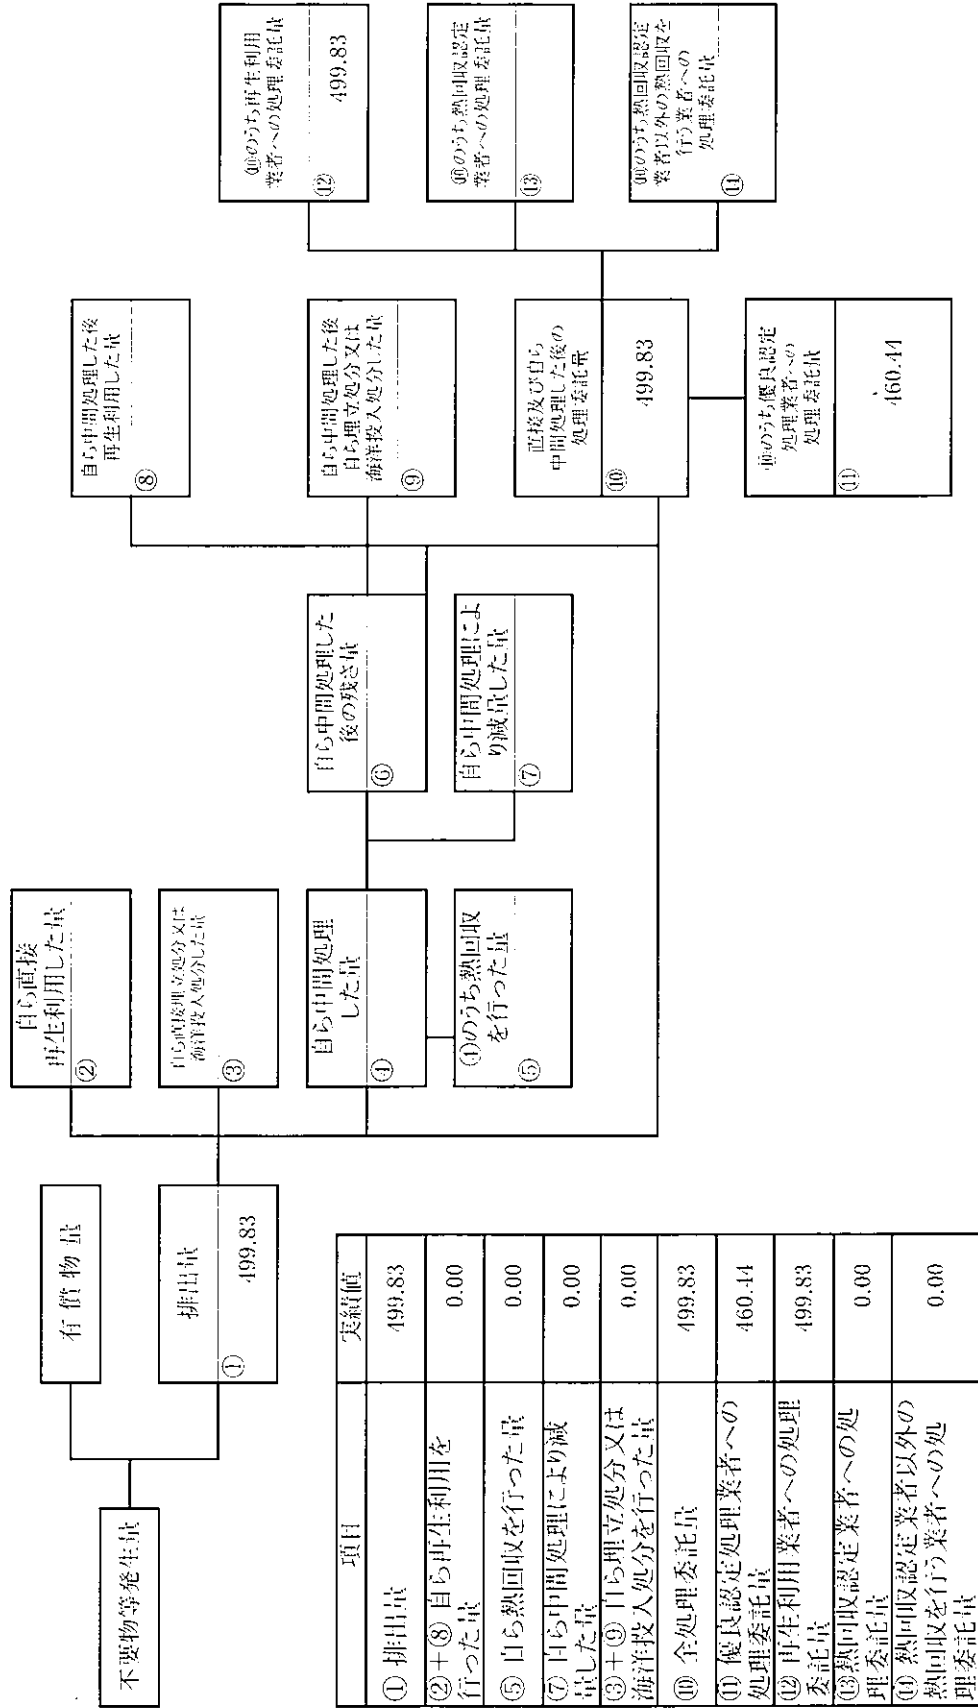 不要物等発生量
有償物量
排出量
①
499.83
自ら直接
再生利用した量
②
自ら直接埋立処分又は
海洋投入処分した量
③
自ら中間処理
した量
④
④のうち熱回収
を行った量
⑤
自ら中間処理した
後の残さ量
⑥
自ら中間処理によ
り減量した量
⑦
自ら中間処理した後
再生利用した量
⑧
自ら中間処理した後
自ら埋立処分又は
海洋投入処分した量
⑨
直接及び自ら
中間処理した後の
処理委託量
⑩
499.83
⑩のうち優良認定
処理業者への
処理委託量
⑪
460.44
⑩のうち再生利用
業者への処理委託量
⑫
499.83
⑩のうち熱回収認定
業者への処理委託量
⑬
⑩のうち熱回収認定
業者以外の熱回収を
行う業者への
処理委託量
⑭
項目 実績値
① 排出量 499.83
②+⑧ 自ら再生利用を
行った量 0.00
⑤ 自ら熱回収を行った量 0.00
⑦ 自ら中間処理により減
量した量 0.00
③+⑨ 自ら埋立処分又は
海洋投入処分を行った量 0.00
⑩ 全処理委託量 499.83
⑪ 優良認定処理業者への
処理委託量 460.44
⑫ 再生利用業者への処理
委託量 499.83
⑬ 熱回収認定業者への処
理委託量 0.00
⑭ 熱回収認定業者以外の
熱回収を行う業者への処
理委託量 0.00